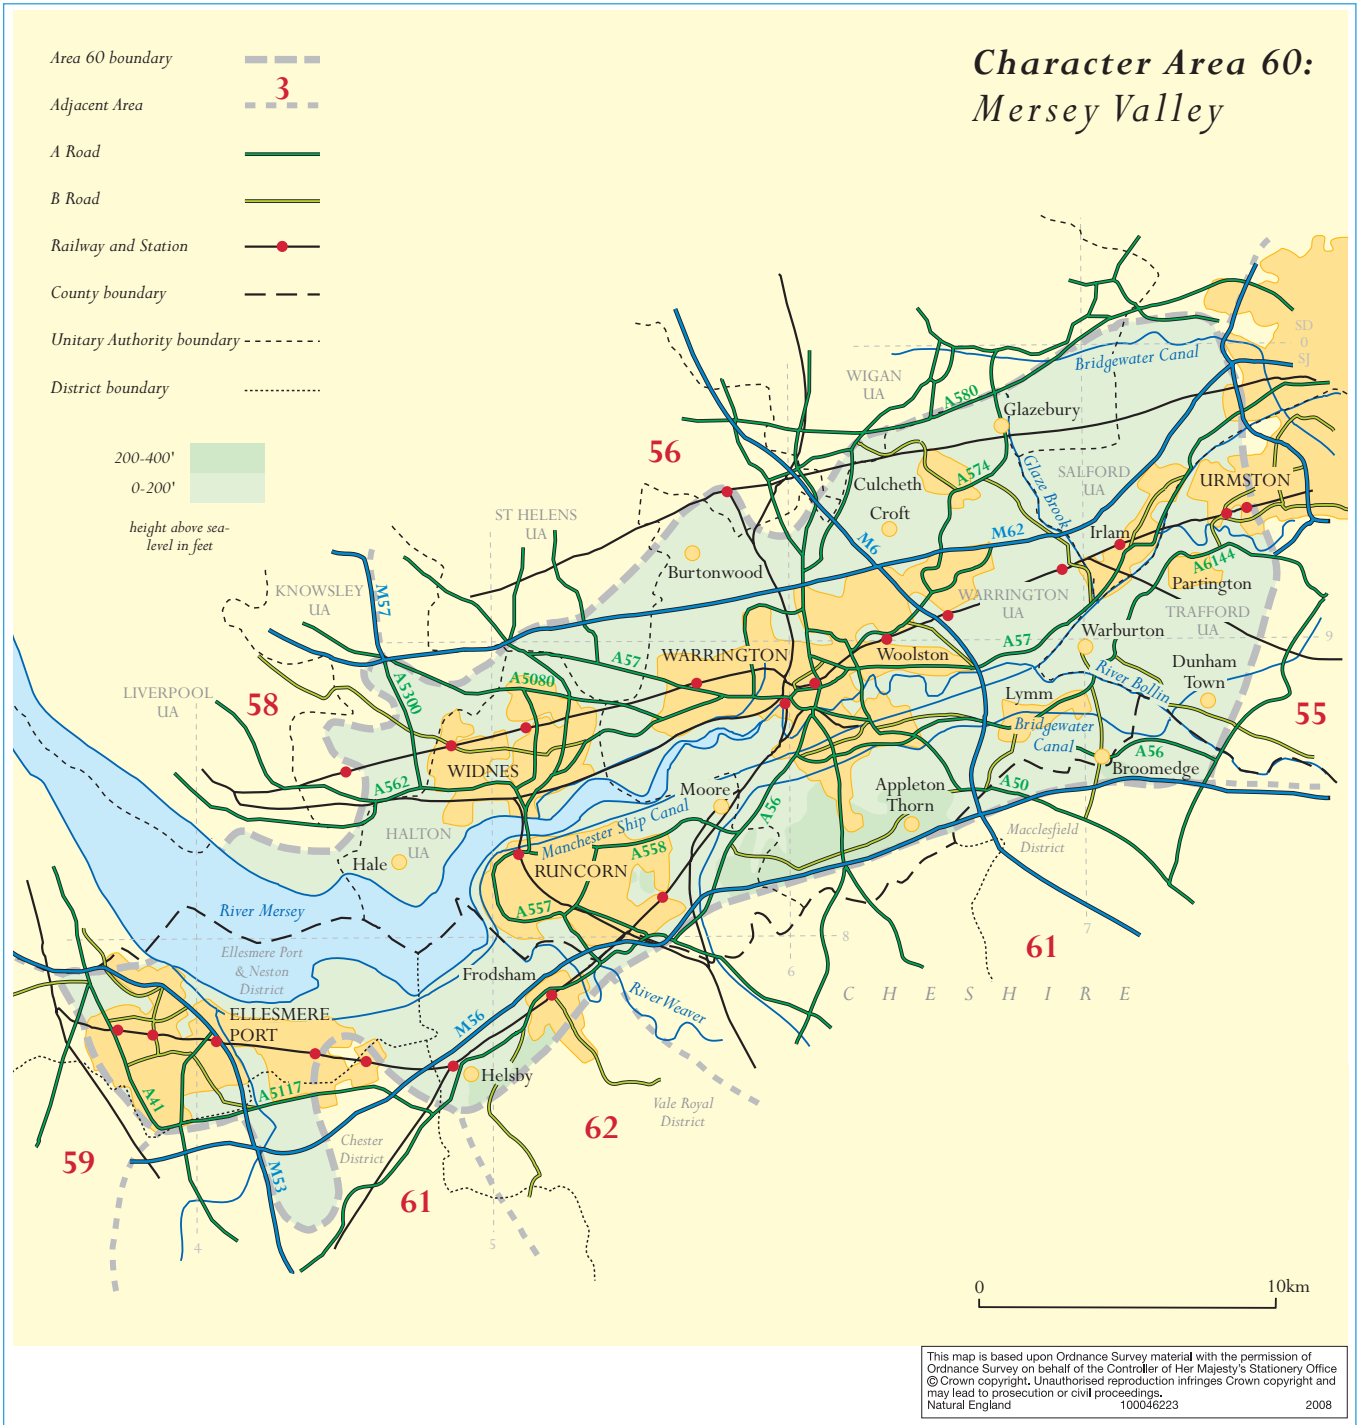 Character Area 60:
Mersey Valley
Area 60 boundary
3
Adjacent Area
A Road
B Road
Railway and Station
County boundary
Unitary Authority boundary
District boundary
200-400'
0-200'
height above sea-
level in feet
SD
0
SJ
Bridgewater Canal
WIGAN
UA
A580
Glazebury
56
Glaze Brook
A574
SALFORD
UA
URMSTON
Culcheth
Croft
ST HELENS
UA
M62
Irlam
M6
A6144
Burtonwood
Partington
KNOWSLEY
UA
M57
WARRINGTON
UA
TRAFFORD
UA
9
Warburton
A57
WARRINGTON
A57
Woolston
Dunham
Town
River Bollin
A5080
A5300
LIVERPOOL
UA
58
Lymm
55
Bridgewater
Canal
A56
Broomedge
WIDNES
A562
Moore
Appleton
Thorn
A50
A56
Manchester Ship Canal
Macclesfield
District
HALTON
UA
Hale
A558
RUNCORN
River Mersey
A557
7
8
61
Ellesmere Port
& Neston
District
6
Frodsham
River Weaver
CHESHIRE
ELLESMERE
PORT
M56
Helsby
A41
A5117
Vale Royal
District
62
Chester
District
59
M53
61
4
5
0
10km
This map is based upon Ordnance Survey material with the permission of
Ordnance Survey on behalf of the Controller of Her Majesty's Stationery Office
© Crown copyright. Unauthorised reproduction infringes Crown copyright and
may lead to prosecution or civil proceedings.
Natural England 100046223 2008